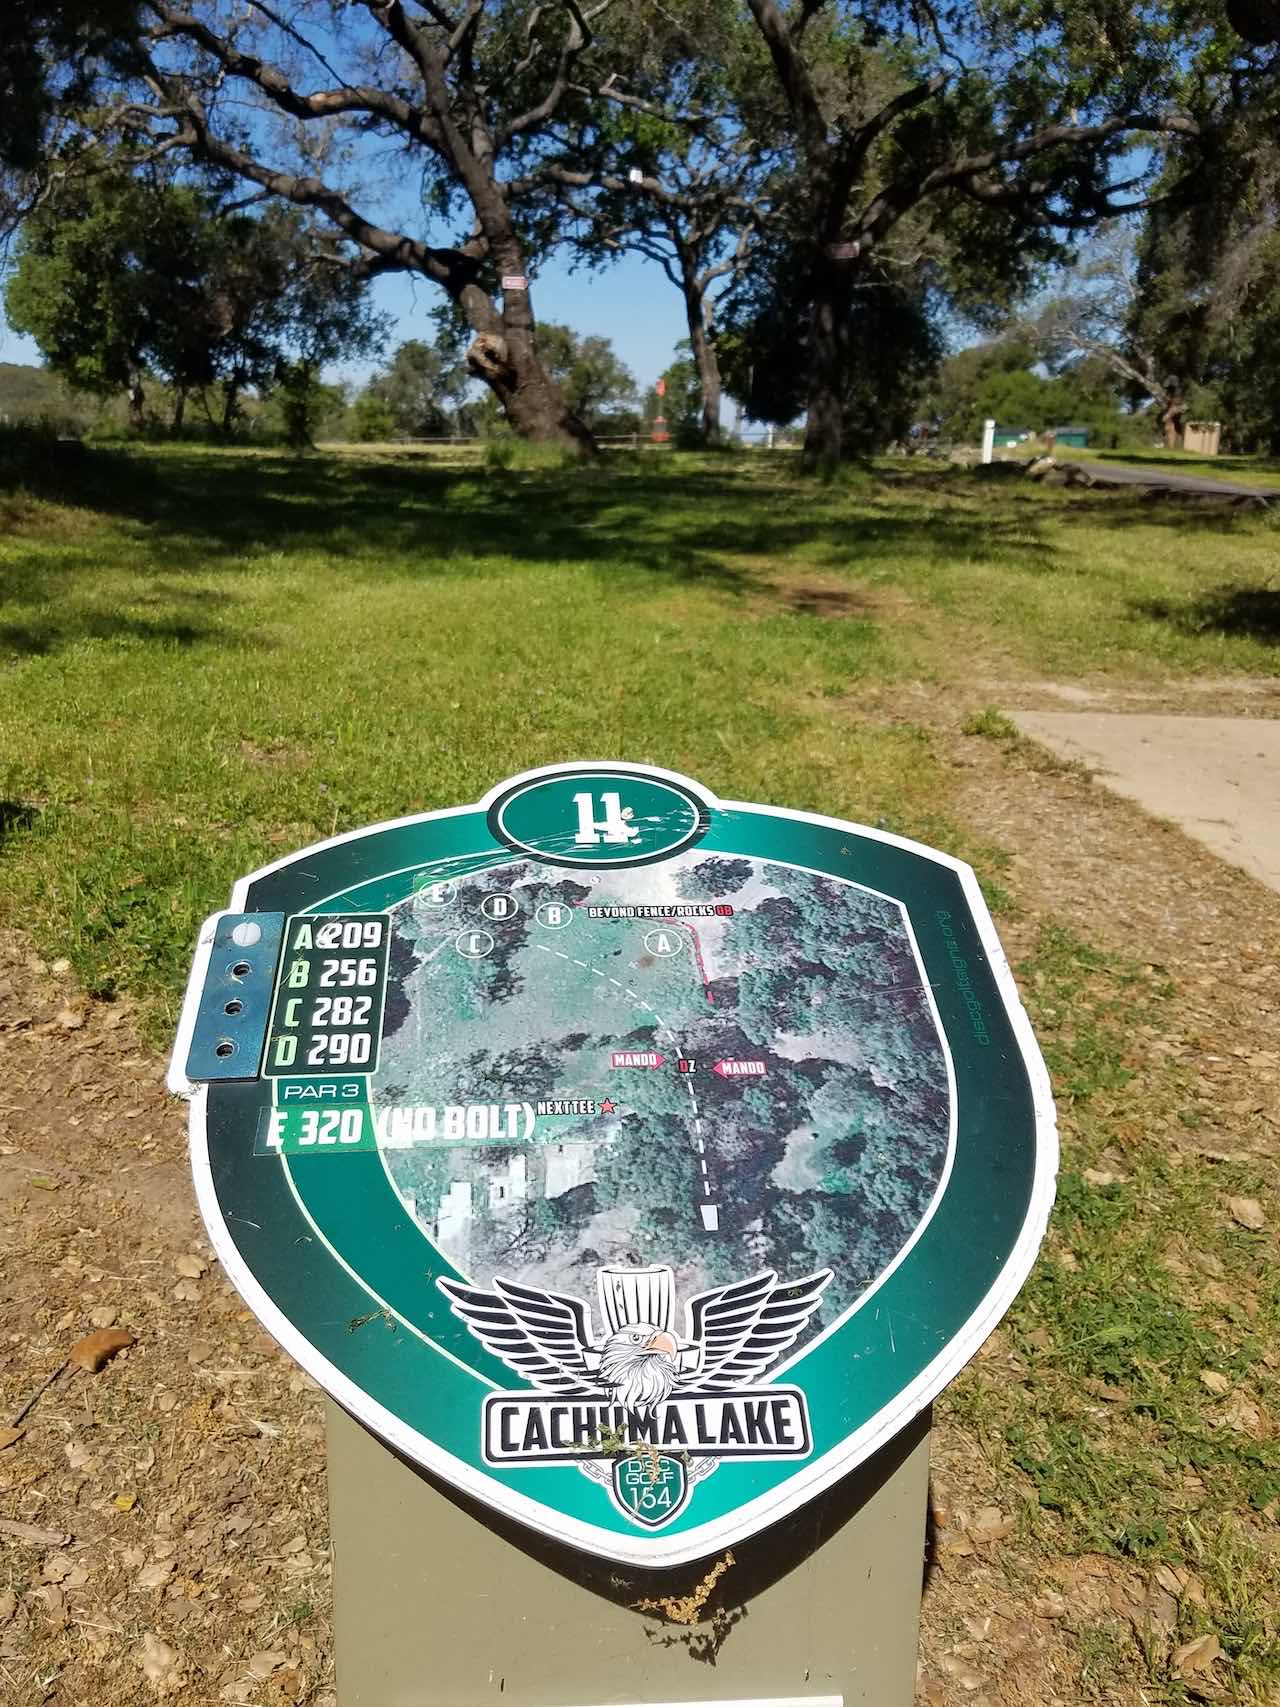 11
E
D
B
C
A
BEYOND FENCE/ROCKS OB
A 209
B 256
C 282
D 290
PAR 3
E 320 (NO BOLT)
NEXT TEE
MANDO
DZ
MANDO
discgolfsigns.org
CACHUMA LAKE
DISC
GOLF
154